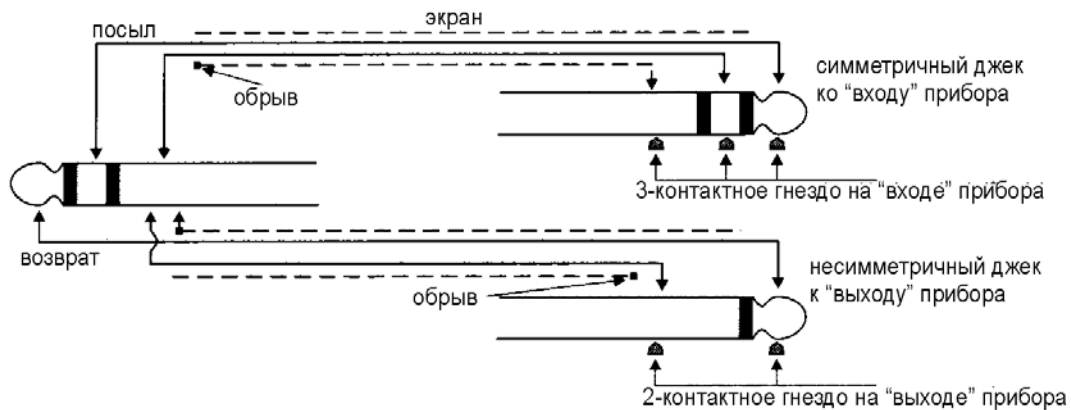 экран
посыл
обрыв
симметричный джек
ко “входу” прибора
3-контактное гнездо на “входе” прибора
возврат
обрыв
несимметричный джек
к “выходу” прибора
2-контактное гнездо на “выходе” прибора